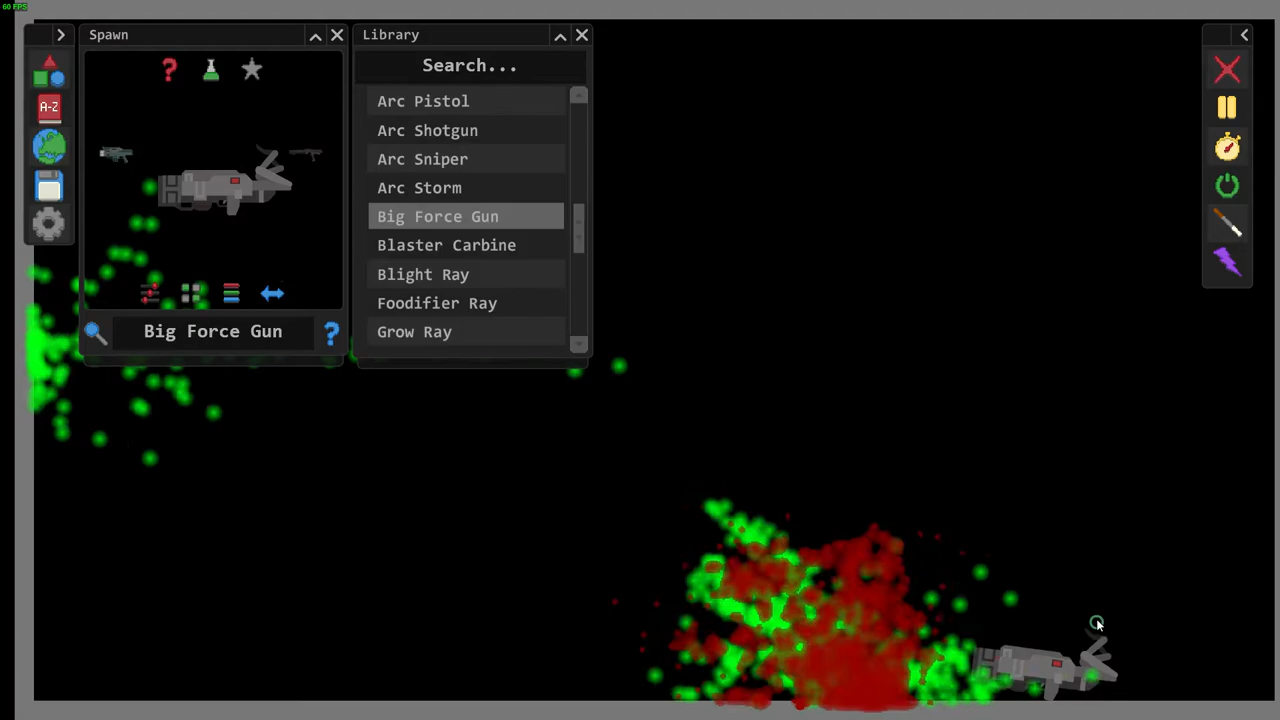 60 FPS
Spawn
Library
Search...
A-Z
Arc Pistol
Arc Shotgun
Arc Sniper
Arc Storm
Big Force Gun
Blaster Carbine
Blight Ray
Foodifier Ray
Grow Ray
Big Force Gun